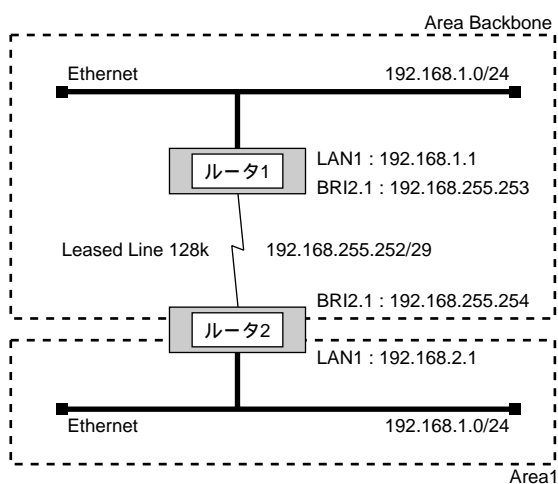 Area Backbone
Ethernet 192.168.1.0/24
ルータ1
LAN1 : 192.168.1.1
BRI2.1 : 192.168.255.253
Leased Line 128k 192.168.255.252/29
BRI2.1 : 192.168.255.254
ルータ2
LAN1 : 192.168.2.1
Ethernet 192.168.1.0/24
Area1